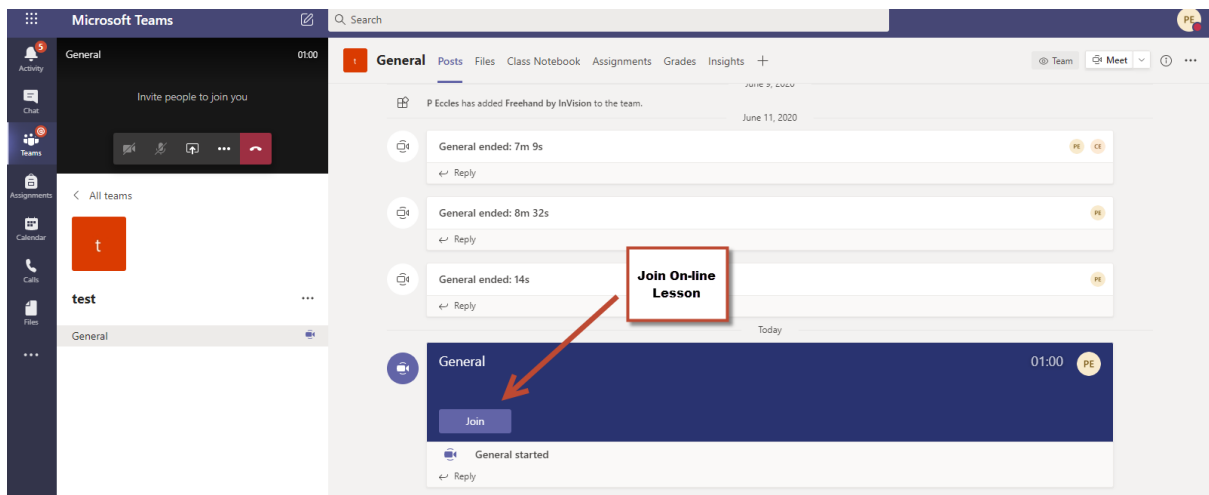 Microsoft Teams
Search
PE
5
Activity
Chat
Teams
Assignments
Calendar
Calls
Files
General
01:00
Invite people to join you
All teams
t
test
General
t
General Posts Files Class Notebook Assignments Grades Insights
Team
Meet
June 9, 2020
P Eccles has added Freehand by InVision to the team.
June 11, 2020
General ended: 7m 9s
PE CE
Reply
General ended: 8m 32s
PE
Reply
General ended: 14s
PE
Reply
Join On-line
Lesson
Today
General
01:00 PE
Join
General started
Reply